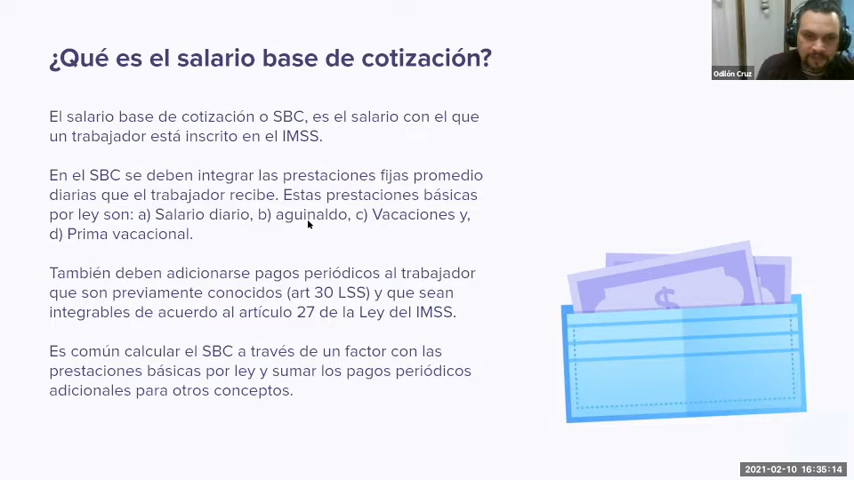 ¿Qué es el salario base de cotización?
Odilón Cruz
El salario base de cotización o SBC, es el salario con el que
un trabajador está inscrito en el IMSS.
En el SBC se deben integrar las prestaciones fijas promedio
diarias que el trabajador recibe. Estas prestaciones básicas
por ley son: a) Salario diario, b) aguinaldo, c) Vacaciones y,
d) Prima vacacional.
También deben adicionarse pagos periódicos al trabajador
que son previamente conocidos (art 30 LSS) y que sean
integrables de acuerdo al artículo 27 de la Ley del IMSS.
Es común calcular el SBC a través de un factor con las
prestaciones básicas por ley y sumar los pagos periódicos
adicionales para otros conceptos.
$
2021-02-10 16:35:14